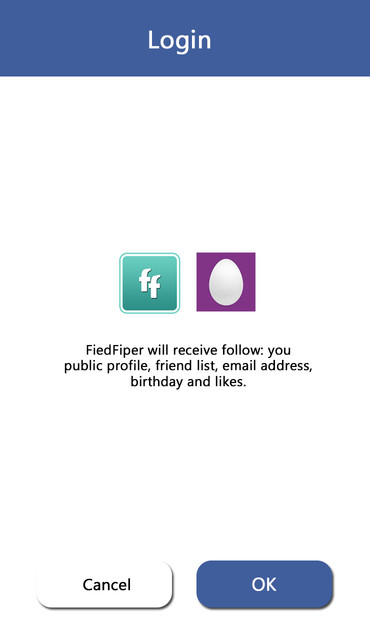 Login
ff
FiedFiper will receive follow: you
public profile, friend list, email address,
birthday and likes.
Cancel
OK